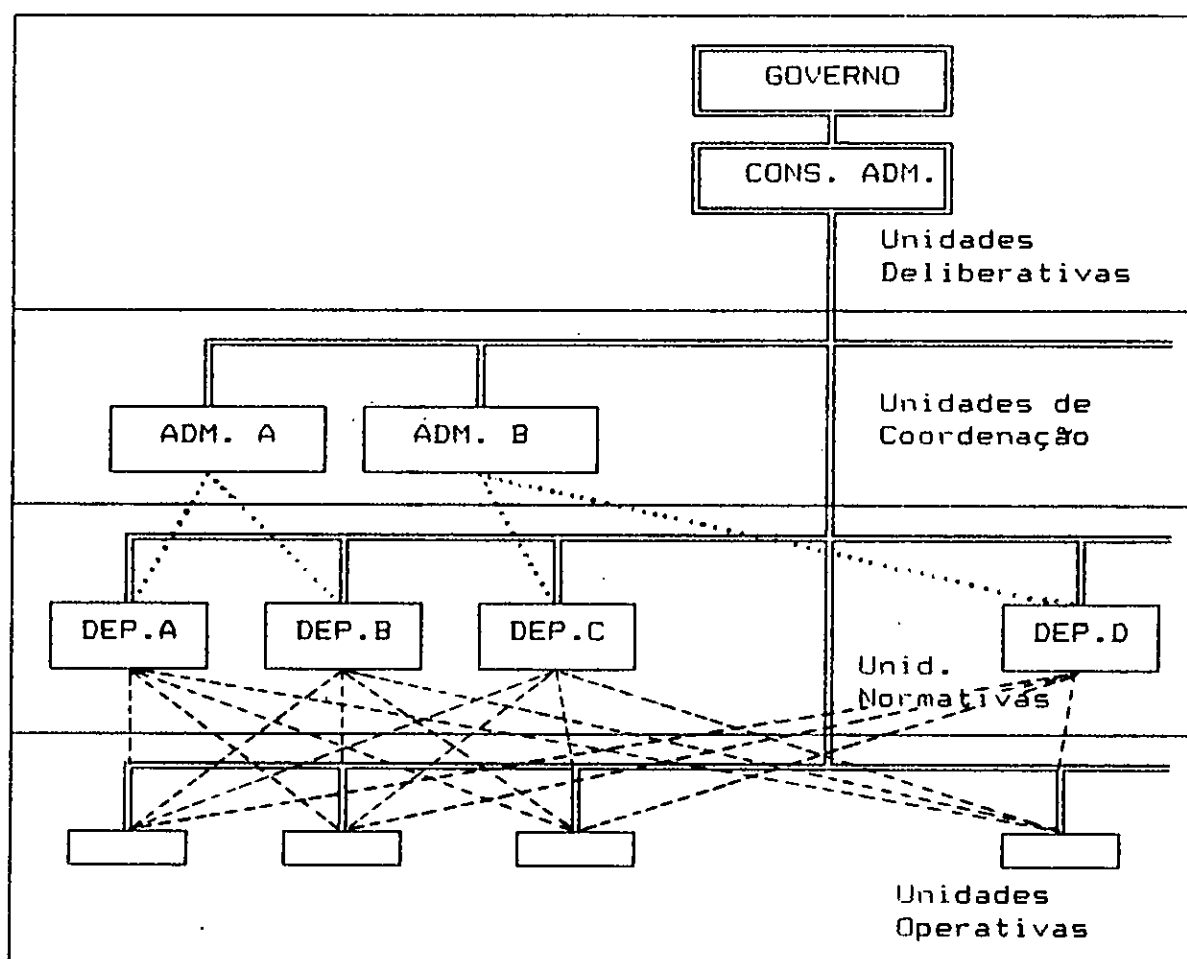 GOVERNO
CONS. ADM.
Unidades
Deliberativas
ADM. A
ADM. B
Unidades de
Coordenação
DEP.A
DEP.B
DEP.C
DEP.D
Unid.
Normativas
Unidades
Operativas